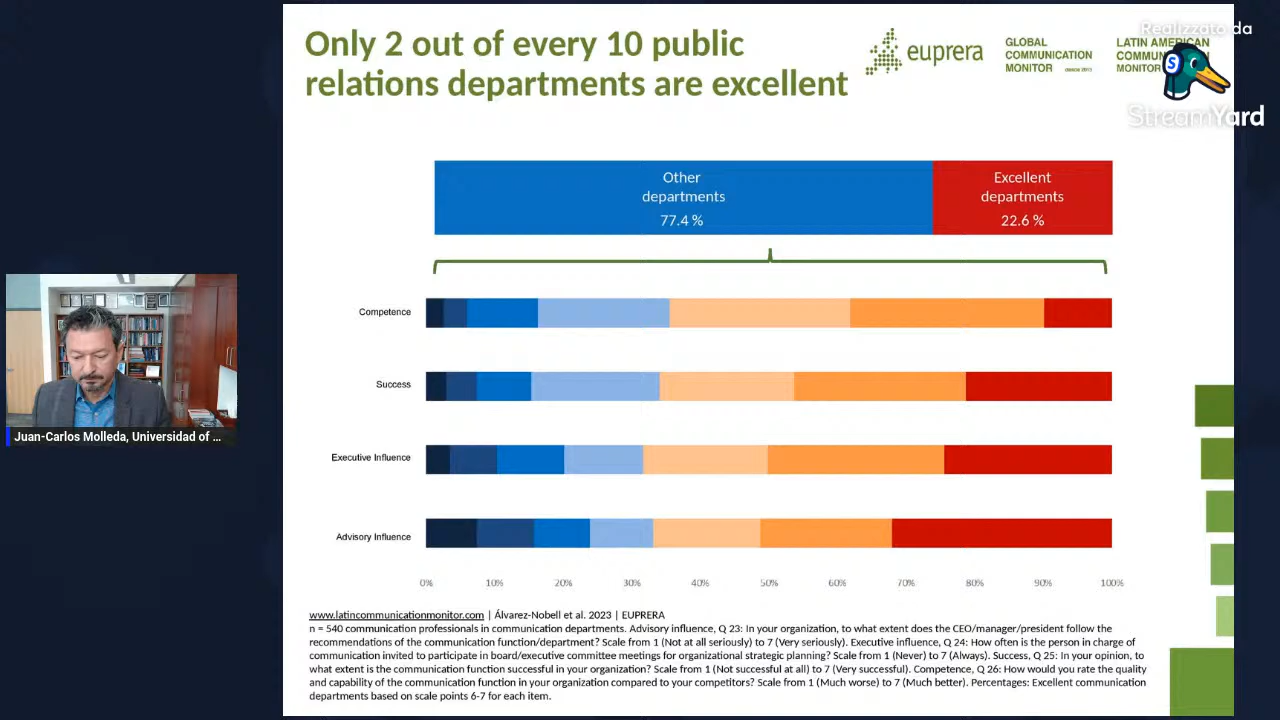 Only 2 out of every 10 public
relations departments are excellent
euprera
GLOBAL
COMMUNICATION
MONITOR
LATIN AMERICAN
COMMUN
MONITOR
Realizzato da
StreamYard
Other
departments
77.4 %
Excellent
departments
22.6 %
Competence
Success
Executive Influence
Advisory Influence
0% 10% 20% 30% 40% 50% 60% 70% 80% 90% 100%
www.latincommunicationmonitor.com | Álvarez-Nobell et al. 2023 | EUPRERA
n = 540 communication professionals in communication departments. Advisory influence, Q 23: In your organization, to what extent does the CEO/manager/president follow the
recommendations of the communication function/department? Scale from 1 (Not at all seriously) to 7 (Very seriously). Executive influence, Q 24: How often is the person in charge of
communication invited to participate in board/executive committee meetings for organizational strategic planning? Scale from 1 (Never) to 7 (Always). Success, Q 25: In your opinion, to
what extent is the communication function successful in your organization? Scale from 1 (Not successful at all) to 7 (Very successful). Competence, Q 26: How would you rate the quality
and capability of the communication function in your organization compared to your competitors? Scale from 1 (Much worse) to 7 (Much better). Percentages: Excellent communication
departments based on scale points 6-7 for each item.
Juan-Carlos Molleda, Universidad of ...